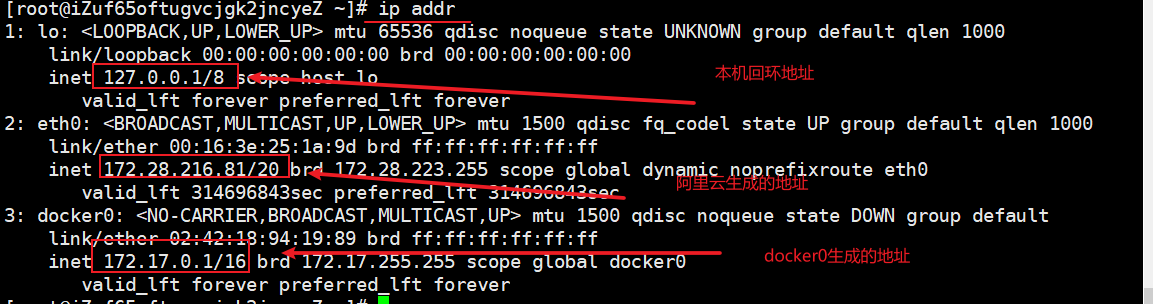 [root@iZuf65oftugvcjgk2jncyeZ ~]# ip addr
1: lo: <LOOPBACK,UP,LOWER_UP> mtu 65536 qdisc noqueue state UNKNOWN group default qlen 1000
link/loopback 00:00:00:00:00:00 brd 00:00:00:00:00:00
inet 127.0.0.1/8 scope host lo
本机回环地址
valid_lft forever preferred_lft forever
2: eth0: <BROADCAST,MULTICAST,UP,LOWER_UP> mtu 1500 qdisc fq_codel state UP group default qlen 1000
link/ether 00:16:3e:25:1a:9d brd ff:ff:ff:ff:ff:ff
inet 172.28.216.81/20 brd 172.28.223.255 scope global dynamic noprefixroute eth0
阿里云生成的地址
valid_lft 314696843sec preferred_lft 314696843sec
3: docker0: <NO-CARRIER,BROADCAST,MULTICAST,UP> mtu 1500 qdisc noqueue state DOWN group default
link/ether 02:42:18:94:19:89 brd ff:ff:ff:ff:ff:ff
inet 172.17.0.1/16 brd 172.17.255.255 scope global docker0
docker0生成的地址
valid_lft forever preferred_lft forever